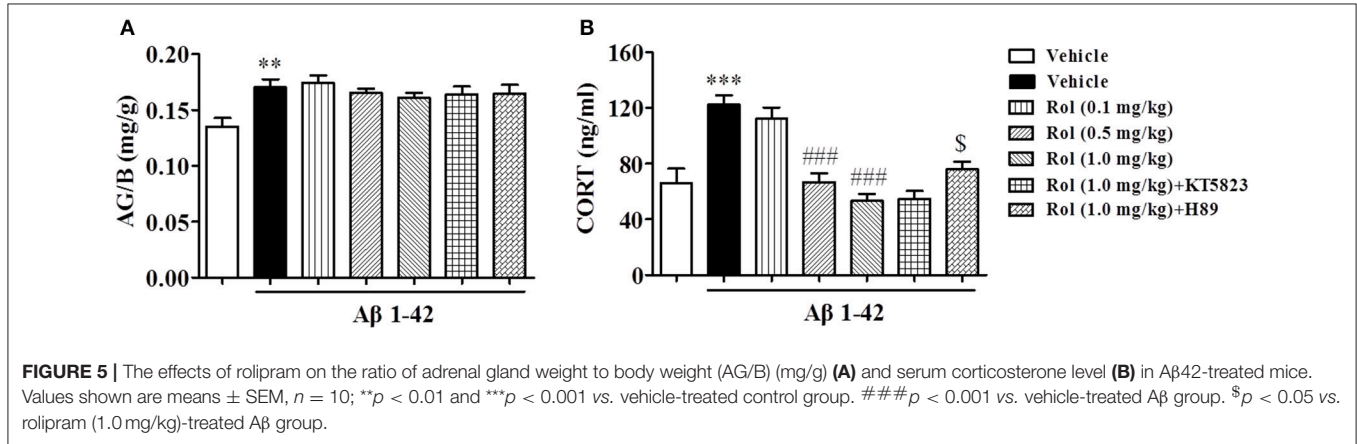 A
AG/B (mg/g)
0.20
0.15
0.10
0.05
0.00
**
Aβ 1-42
B
CORT (ng/ml)
160
120
80
40
0
***
###
###
$
Aβ 1-42
Vehicle
Vehicle
Rol (0.1 mg/kg)
Rol (0.5 mg/kg)
Rol (1.0 mg/kg)
Rol (1.0 mg/kg)+KT5823
Rol (1.0 mg/kg)+H89
FIGURE 5 | The effects of rolipram on the ratio of adrenal gland weight to body weight (AG/B) (mg/g) (A) and serum corticosterone level (B) in Aβ42-treated mice.
Values shown are means ± SEM, n = 10; **p < 0.01 and ***p < 0.001 vs. vehicle-treated control group. ###p < 0.001 vs. vehicle-treated Aβ group. $p < 0.05 vs.
rolipram (1.0 mg/kg)-treated Aβ group.